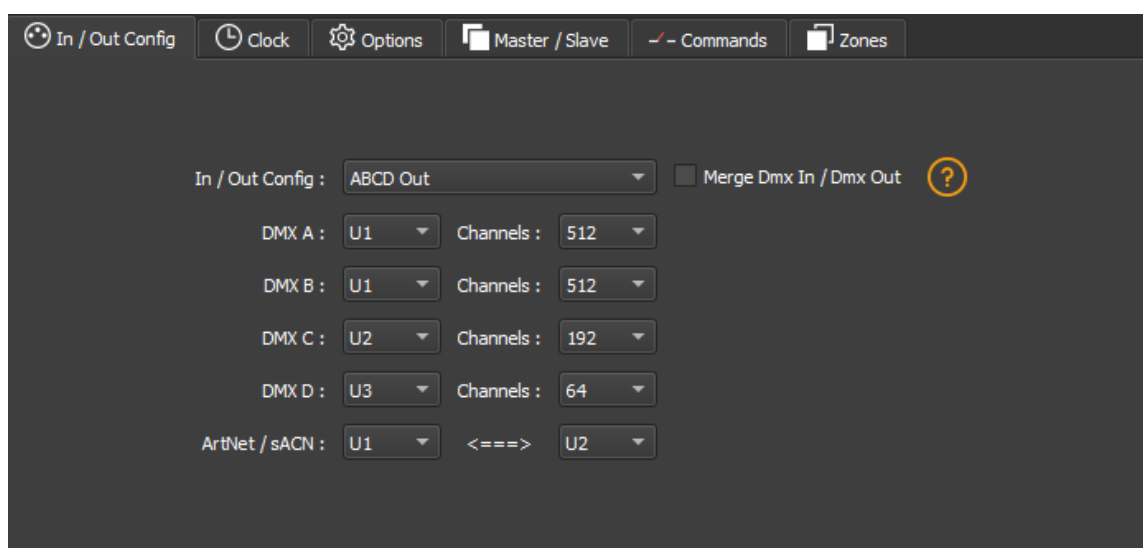 In / Out Config Clock Options Master / Slave Commands Zones
In / Out Config : ABCD Out Merge Dmx In / Dmx Out ?
DMX A : U1 Channels : 512
DMX B : U1 Channels : 512
DMX C : U2 Channels : 192
DMX D : U3 Channels : 64
ArtNet / sACN : U1 <===> U2